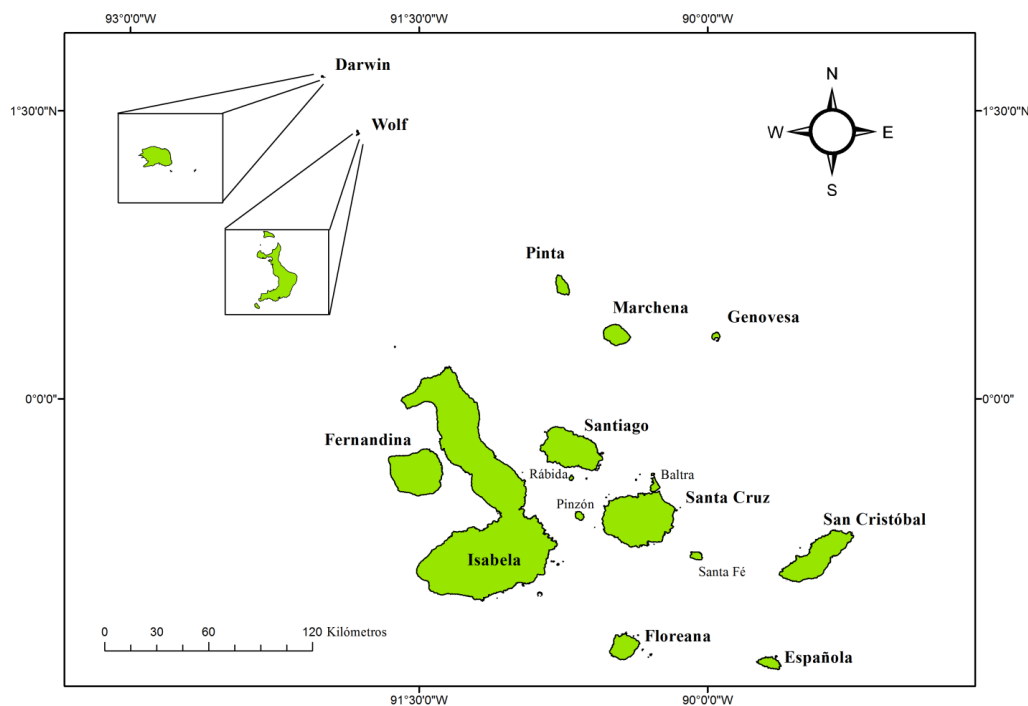 93°0'0"W 91°30'0"W 90°0'0"W
Darwin
1°30'0"N 1°30'0"N
Wolf
N
W E
S
Pinta
Marchena
Genovesa
0°0'0" 0°0'0"
Santiago
Fernandina
Rábida
Baltra
Pinzón
Santa Cruz
San Cristóbal
Isabela
Santa Fé
0 30 60 120 Kilómetros
Floreana
Española
91°30'0"W 90°0'0"W